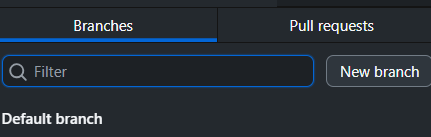 Branches Pull requests
Filter New branch
Default branch